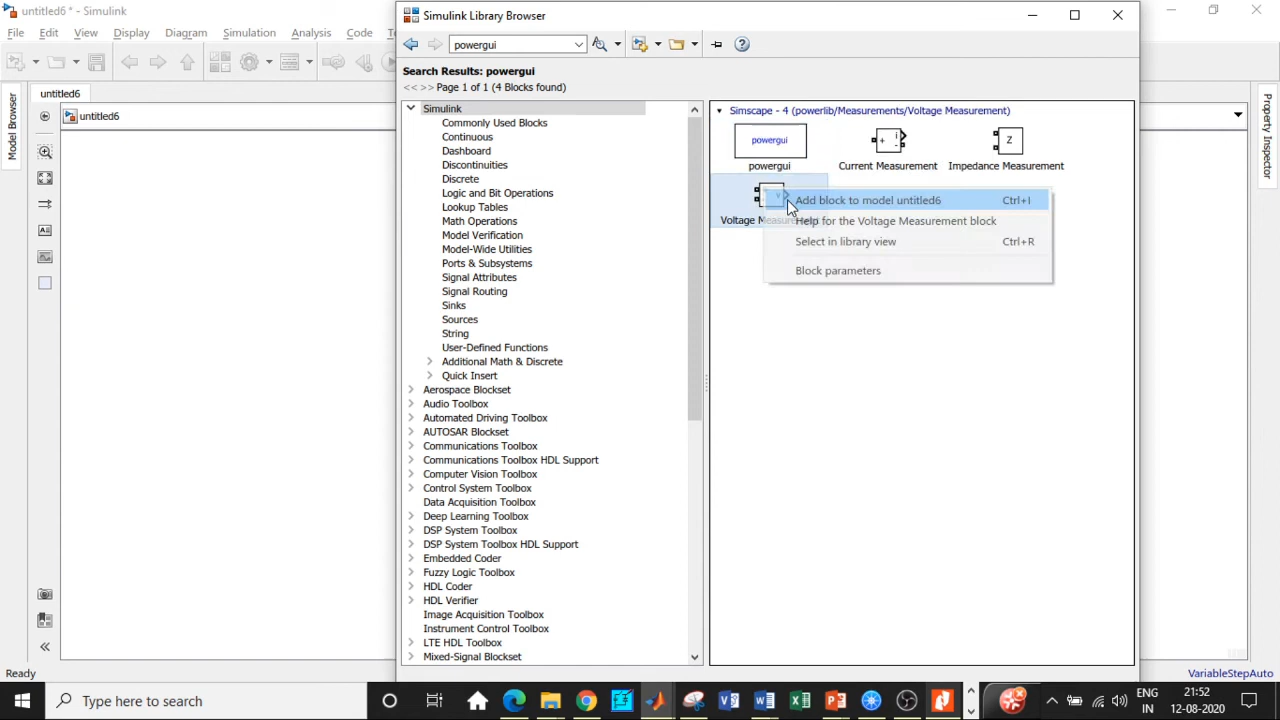 untitled6 * - Simulink
File Edit View Display Diagram Simulation Analysis Code
untitled6
untitled6
Model Browser
Property Inspector
Simulink Library Browser
powergui
Search Results: powergui
<< >> Page 1 of 1 (4 Blocks found)
Simulink
Commonly Used Blocks
Continuous
Dashboard
Discontinuities
Discrete
Logic and Bit Operations
Lookup Tables
Math Operations
Model Verification
Model-Wide Utilities
Ports & Subsystems
Signal Attributes
Signal Routing
Sinks
Sources
String
User-Defined Functions
Additional Math & Discrete
Quick Insert
Aerospace Blockset
Audio Toolbox
Automated Driving Toolbox
AUTOSAR Blockset
Communications Toolbox
Communications Toolbox HDL Support
Computer Vision Toolbox
Control System Toolbox
Data Acquisition Toolbox
Deep Learning Toolbox
DSP System Toolbox
DSP System Toolbox HDL Support
Embedded Coder
Fuzzy Logic Toolbox
HDL Coder
HDL Verifier
Image Acquisition Toolbox
Instrument Control Toolbox
LTE HDL Toolbox
Mixed-Signal Blockset
Simscape - 4 (powerlib/Measurements/Voltage Measurement)
powergui
powergui
+ i -
Current Measurement
Z
Impedance Measurement
v
Voltage Measurement
Add block to model untitled6 Ctrl+I
Help for the Voltage Measurement block
Select in library view Ctrl+R
Block parameters
Ready
VariableStepAuto
Type here to search
ENG
IN
21:52
12-08-2020